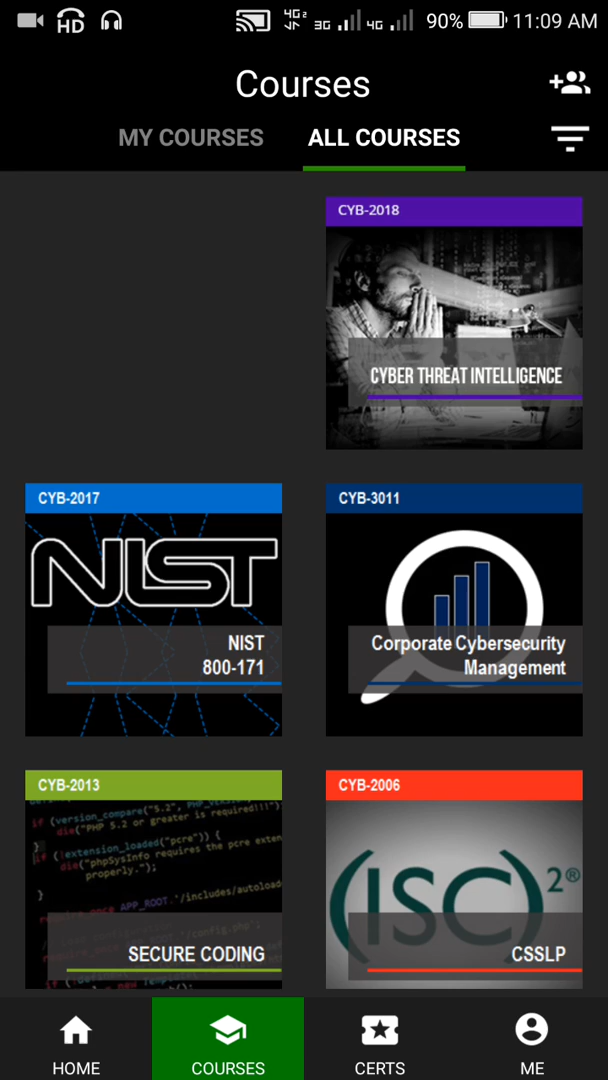 HD 4G 2 3G 4G 90% 11:09 AM
Courses
MY COURSES ALL COURSES
CYB-2018
CYBER THREAT INTELLIGENCE
CYB-2017
NIST
NIST
800-171
CYB-3011
Corporate Cybersecurity
Management
CYB-2013
if (version_compare("5.2", PHP_VERSION
die("PHP 5.2 or greater is required!!!")
}
if (!extension_loaded("pcre")) {
die("phpSysInfo requires the pcre exten
properly.");
}
require_once APP_ROOT.'/includes/autoload
SECURE CODING
CYB-2006
(ISC)2®
CSSLP
HOME COURSES CERTS ME